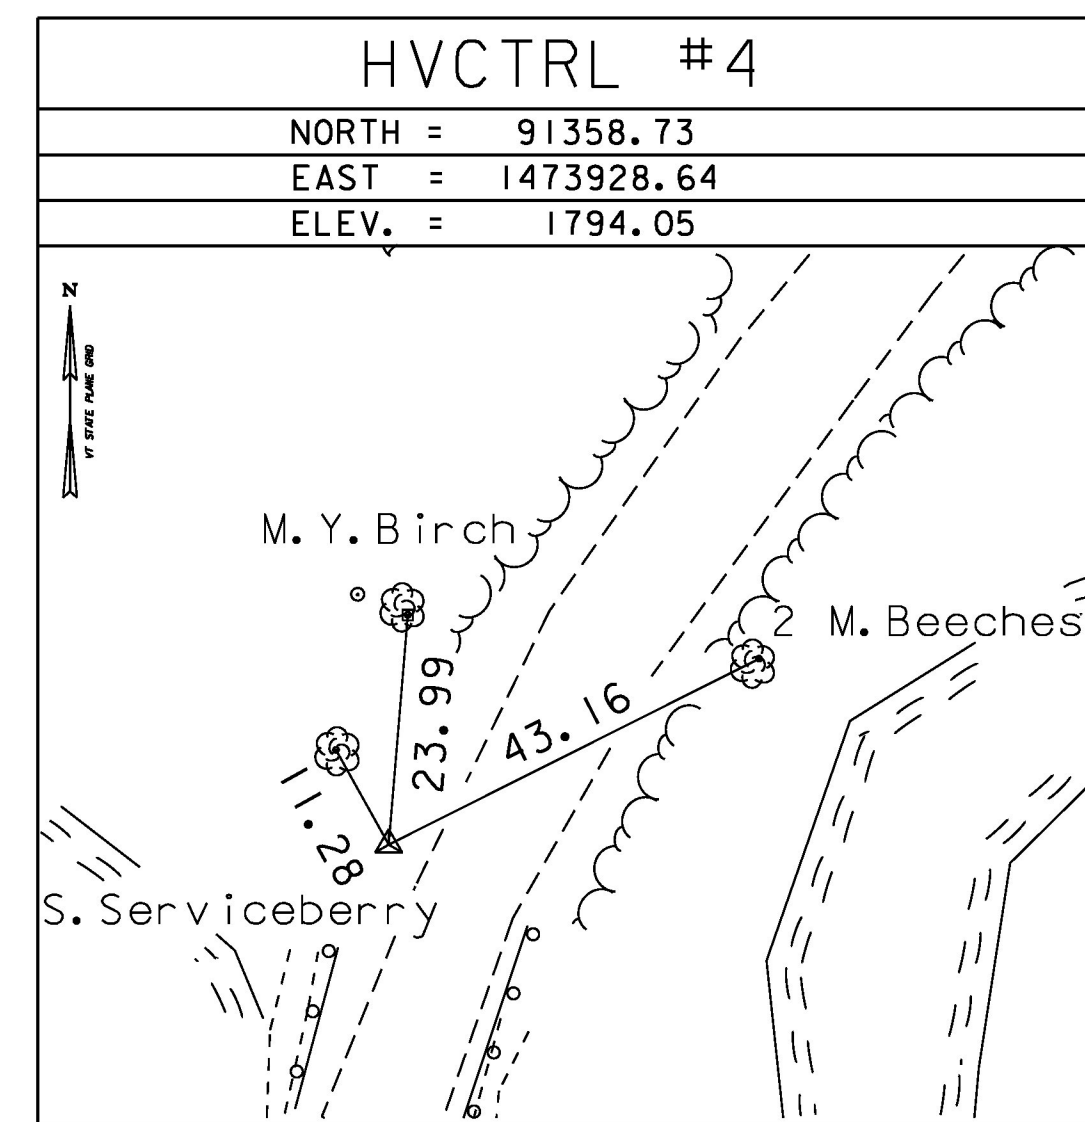 HVCTRL #4
NORTH = 91358.73
EAST = 1473928.64
ELEV. = 1794.05
N
VT STATE PLANE GRID
M.Y.Birch
2 M.Beeches
23.99
43.16
11.28
S.Serviceberry